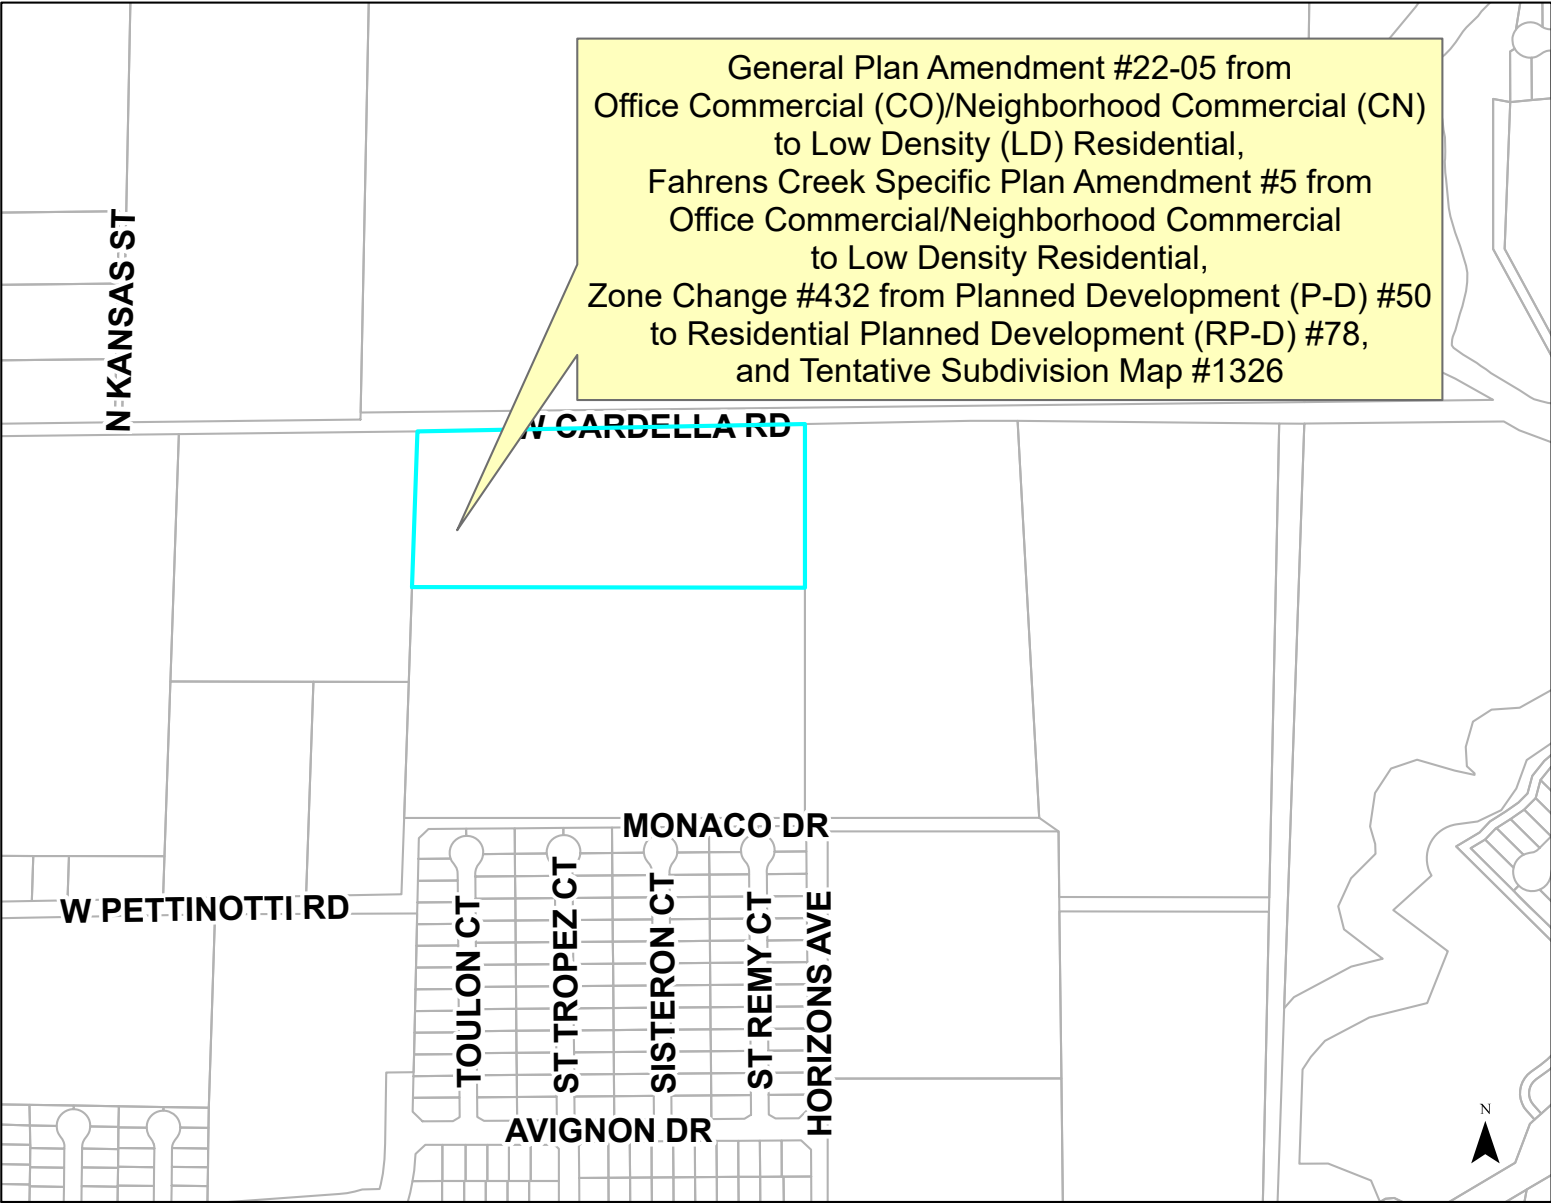 General Plan Amendment #22-05 from
Office Commercial (CO)/Neighborhood Commercial (CN)
to Low Density (LD) Residential,
Fahrens Creek Specific Plan Amendment #5 from
Office Commercial/Neighborhood Commercial
to Low Density Residential,
Zone Change #432 from Planned Development (P-D) #50
to Residential Planned Development (RP-D) #78,
and Tentative Subdivision Map #1326
N KANSAS ST
W CARDELLA RD
MONACO DR
W PETTINOTTI RD
TOULON CT
ST TROPEZ CT
SISTERON CT
ST REMY CT
HORIZONS AVE
AVIGNON DR
N